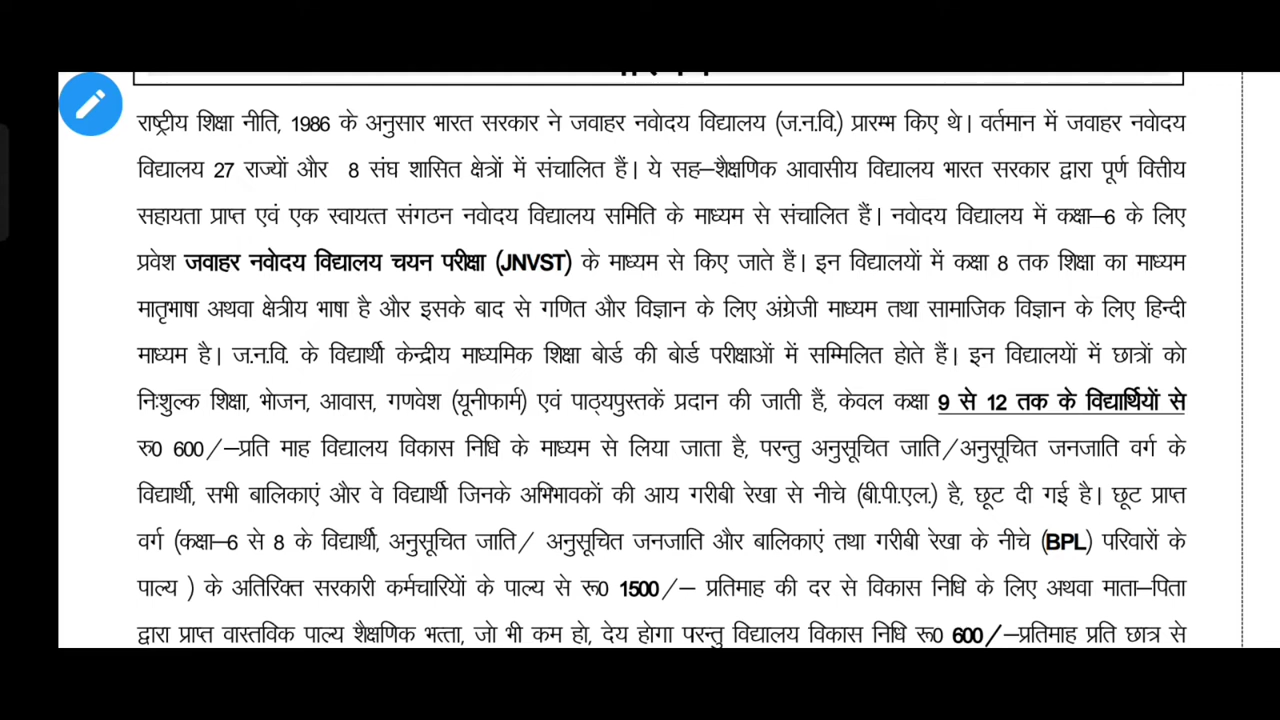 राष्ट्रीय शिक्षा नीति, 1986 के अनुसार भारत सरकार ने जवाहर नवोदय विद्यालय (ज.न.वि.) प्रारम्भ किए थे। वर्तमान में जवाहर नवोदय
विद्यालय 27 राज्यों और 8 संघ शासित क्षेत्रों में संचालित हैं। ये सह–शैक्षणिक आवासीय विद्यालय भारत सरकार द्वारा पूर्ण वित्तीय
सहायता प्राप्त एवं एक स्वायत्त संगठन नवोदय विद्यालय समिति के माध्यम से संचालित हैं। नवोदय विद्यालय में कक्षा–6 के लिए
प्रवेश जवाहर नवोदय विद्यालय चयन परीक्षा (JNVST) के माध्यम से किए जाते हैं। इन विद्यालयों में कक्षा 8 तक शिक्षा का माध्यम
मातृभाषा अथवा क्षेत्रीय भाषा है और इसके बाद से गणित और विज्ञान के लिए अंग्रेजी माध्यम तथा सामाजिक विज्ञान के लिए हिन्दी
माध्यम है। ज.न.वि. के विद्यार्थी केन्द्रीय माध्यमिक शिक्षा बोर्ड की बोर्ड परीक्षाओं में सम्मिलित होते हैं। इन विद्यालयों में छात्रों को
निःशुल्क शिक्षा, भोजन, आवास, गणवेश (यूनीफार्म) एवं पाठ्यपुस्तकें प्रदान की जाती हैं, केवल कक्षा 9 से 12 तक के विद्यार्थियों से
रु0 600/–प्रति माह विद्यालय विकास निधि के माध्यम से लिया जाता है, परन्तु अनुसूचित जाति/अनुसूचित जनजाति वर्ग के
विद्यार्थी, सभी बालिकाएं और वे विद्यार्थी जिनके अभिभावकों की आय गरीबी रेखा से नीचे (बी.पी.एल.) है, छूट दी गई है। छूट प्राप्त
वर्ग (कक्षा–6 से 8 के विद्यार्थी, अनुसूचित जाति/ अनुसूचित जनजाति और बालिकाएं तथा गरीबी रेखा के नीचे (BPL) परिवारों के
पाल्य ) के अतिरिक्त सरकारी कर्मचारियों के पाल्य से रू0 1500/– प्रतिमाह की दर से विकास निधि के लिए अथवा माता–पिता
द्वारा प्राप्त वास्तविक पाल्य शैक्षणिक भत्ता, जो भी कम हो, देय होगा परन्तु विद्यालय विकास निधि रू0 600/–प्रतिमाह प्रति छात्र से